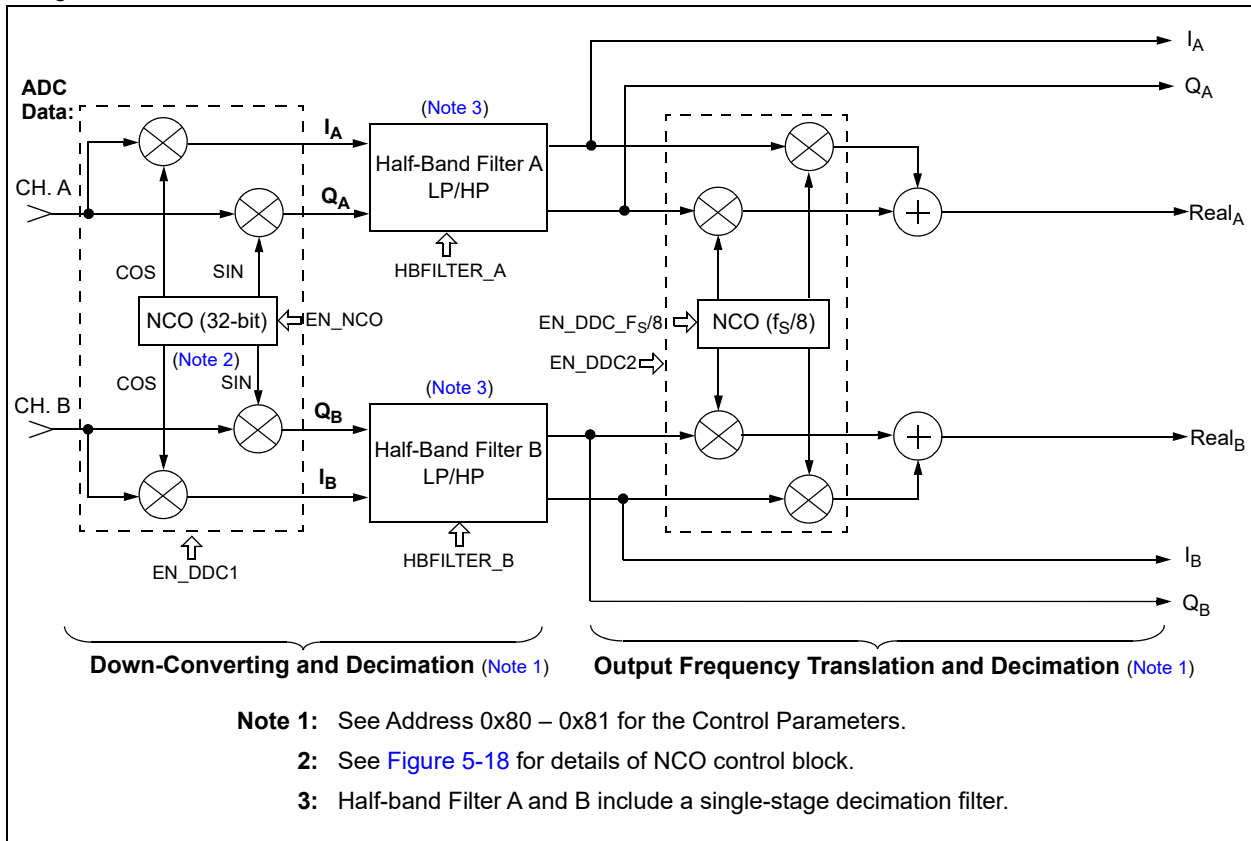 I_A
Q_A
ADC
Data:
(Note 3)
I_A
Half-Band Filter A
LP/HP
CH. A
Q_A
Real_A
HBFILTER_A
COS
SIN
NCO (32-bit)
EN_NCO
EN_DDC_F_S/8
NCO (f_S/8)
(Note 2)
EN_DDC2
COS
SIN
(Note 3)
CH. B
Q_B
Half-Band Filter B
LP/HP
Real_B
I_B
HBFILTER_B
EN_DDC1
I_B
Q_B
Down-Converting and Decimation (Note 1)
Output Frequency Translation and Decimation (Note 1)
Note 1: See Address 0x80 – 0x81 for the Control Parameters.
2: See Figure 5-18 for details of NCO control block.
3: Half-band Filter A and B include a single-stage decimation filter.